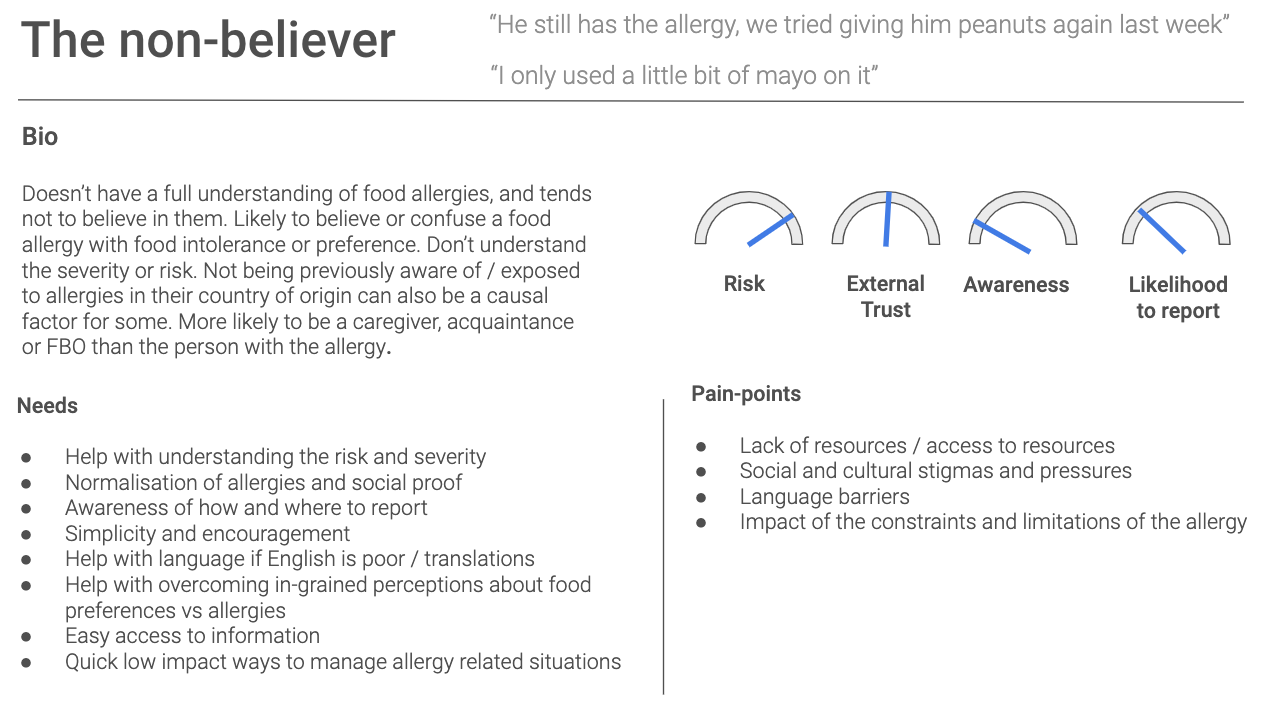 The non-believer
“He still has the allergy, we tried giving him peanuts again last week”
“I only used a little bit of mayo on it”
Bio
Doesn’t have a full understanding of food allergies, and tends
not to believe in them. Likely to believe or confuse a food
allergy with food intolerance or preference. Don’t understand
the severity or risk. Not being previously aware of / exposed
to allergies in their country of origin can also be a causal
factor for some. More likely to be a caregiver, acquaintance
or FBO than the person with the allergy.
Risk
External
Trust
Awareness
Likelihood
to report
Needs
● Help with understanding the risk and severity
● Normalisation of allergies and social proof
● Awareness of how and where to report
● Simplicity and encouragement
● Help with language if English is poor / translations
● Help with overcoming in-grained perceptions about food
preferences vs allergies
● Easy access to information
● Quick low impact ways to manage allergy related situations
Pain-points
● Lack of resources / access to resources
● Social and cultural stigmas and pressures
● Language barriers
● Impact of the constraints and limitations of the allergy